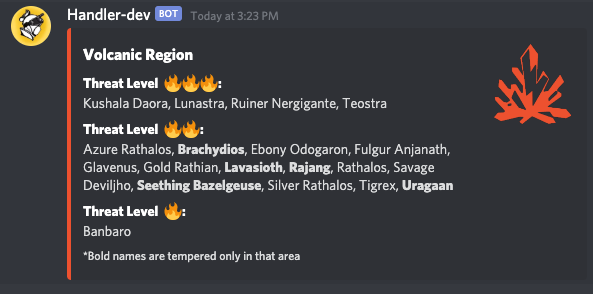 Handler-dev BOT Today at 3:23 PM
Volcanic Region
Threat Level 🔥🔥🔥:
Kushala Daora, Lunastra, Ruiner Nergigante, Teostra
Threat Level 🔥🔥:
Azure Rathalos, Brachydios, Ebony Odogaron, Fulgur Anjanath,
Glavenus, Gold Rathian, Lavasioth, Rajang, Rathalos, Savage
Deviljho, Seething Bazelgeuse, Silver Rathalos, Tigrex, Uragaan
Threat Level 🔥:
Banbaro
*Bold names are tempered only in that area